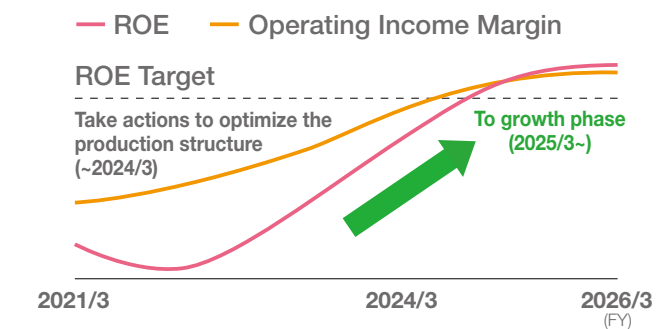 ROE Operating Income Margin
ROE Target
Take actions to optimize the
production structure
(~2024/3)
To growth phase
(2025/3~)
2021/3 2024/3 2026/3
(FY)